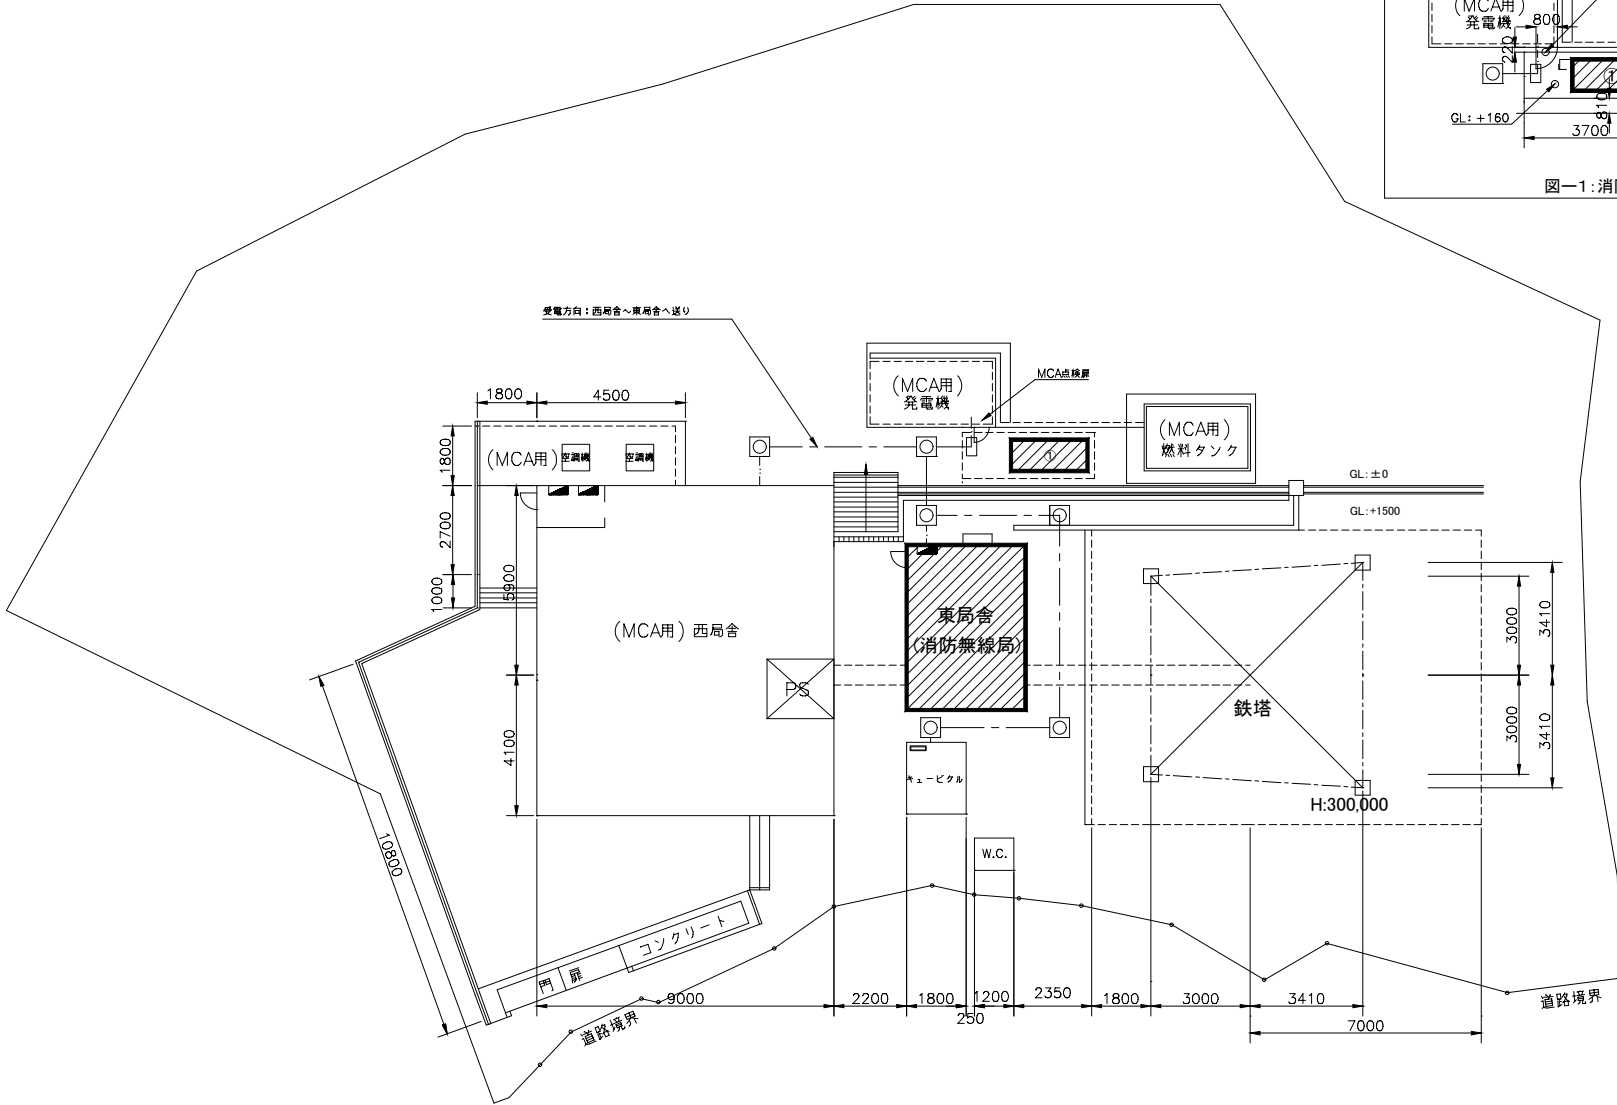 (MCA用)
発電機
800
220
①
GL:+160
810
3700
図ー1:消
受電方向:西局舎~東局舎へ送り
(MCA用)
発電機
MCA点検扉
①
(MCA用)
燃料タンク
1800
4500
1800
(MCA用)
空調機
空調機
GL:±0
GL:+1500
2700
1000
5900
4100
(MCA用) 西局舎
PS
東局舎
(消防無線局)
鉄塔
3000
3410
3000
3410
H:300,000
キュービクル
W.C.
10800
コンクリート
門 扉
9000
2200
1800
250
1200
2350
1800
3000
3410
7000
道路境界
道路境界